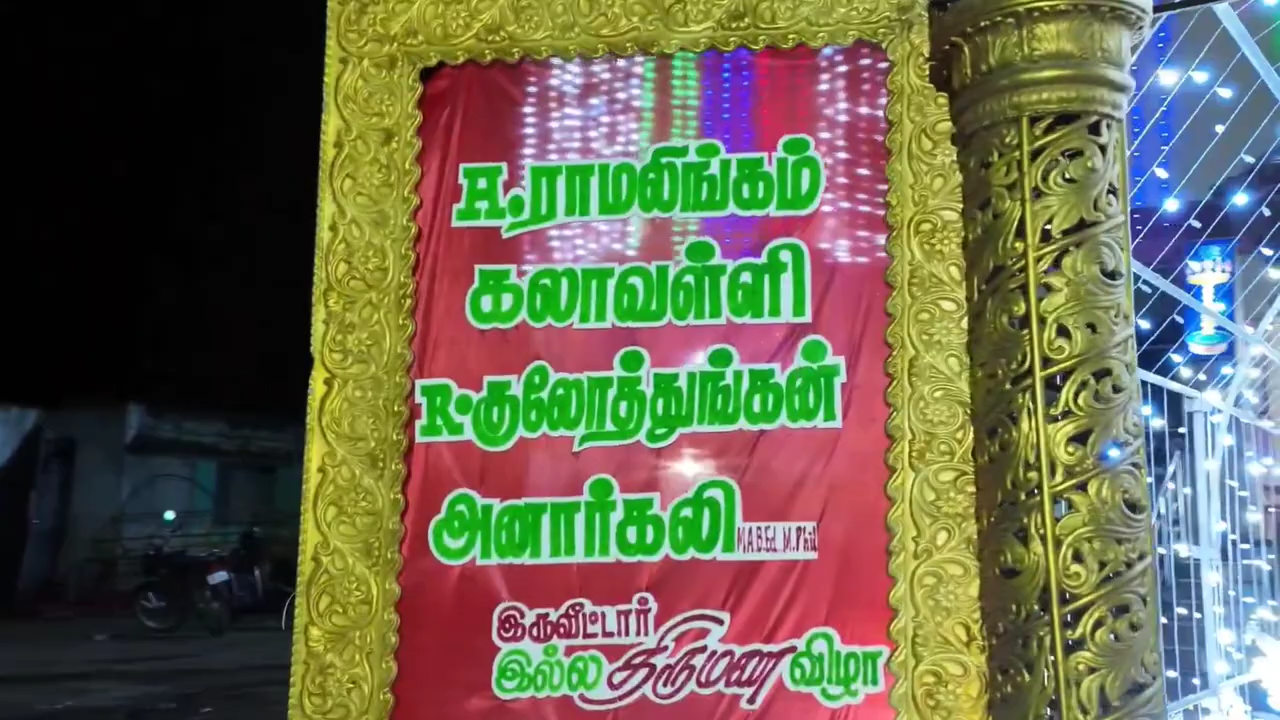 A.ராமலிங்கம்
கலாவள்ளி
R.குலோத்துங்கன்
அனார்கலி M.A.B.Ed. M.Phil
இருவீட்டார்
இல்ல திருமண விழா